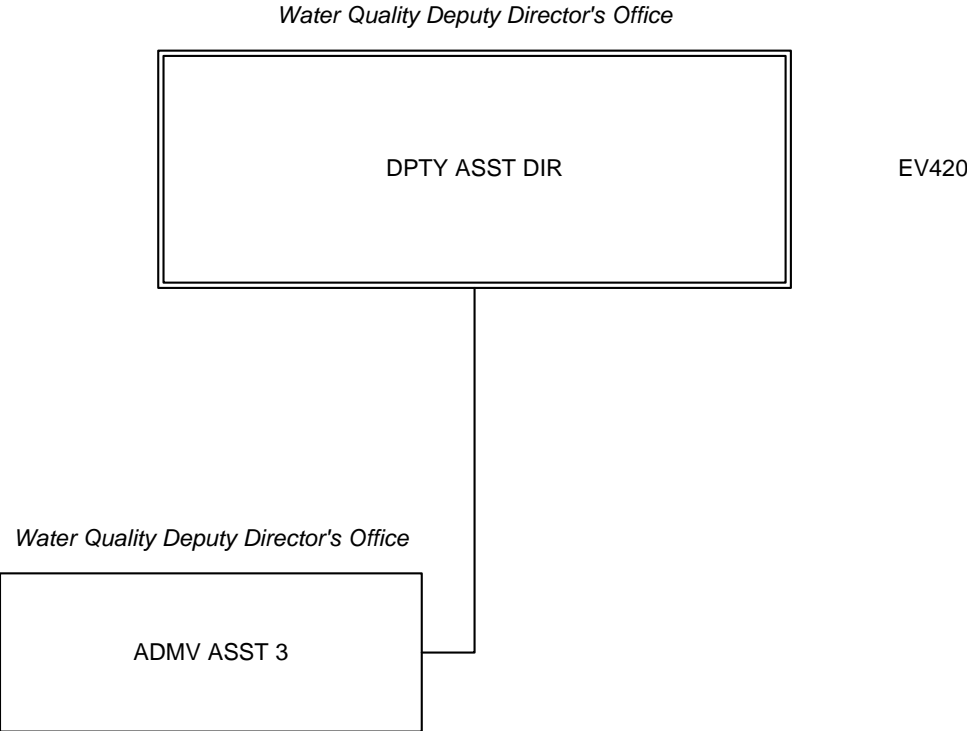 Water Quality Deputy Director's Office
DPTY ASST DIR
EV420
Water Quality Deputy Director's Office
ADMV ASST 3